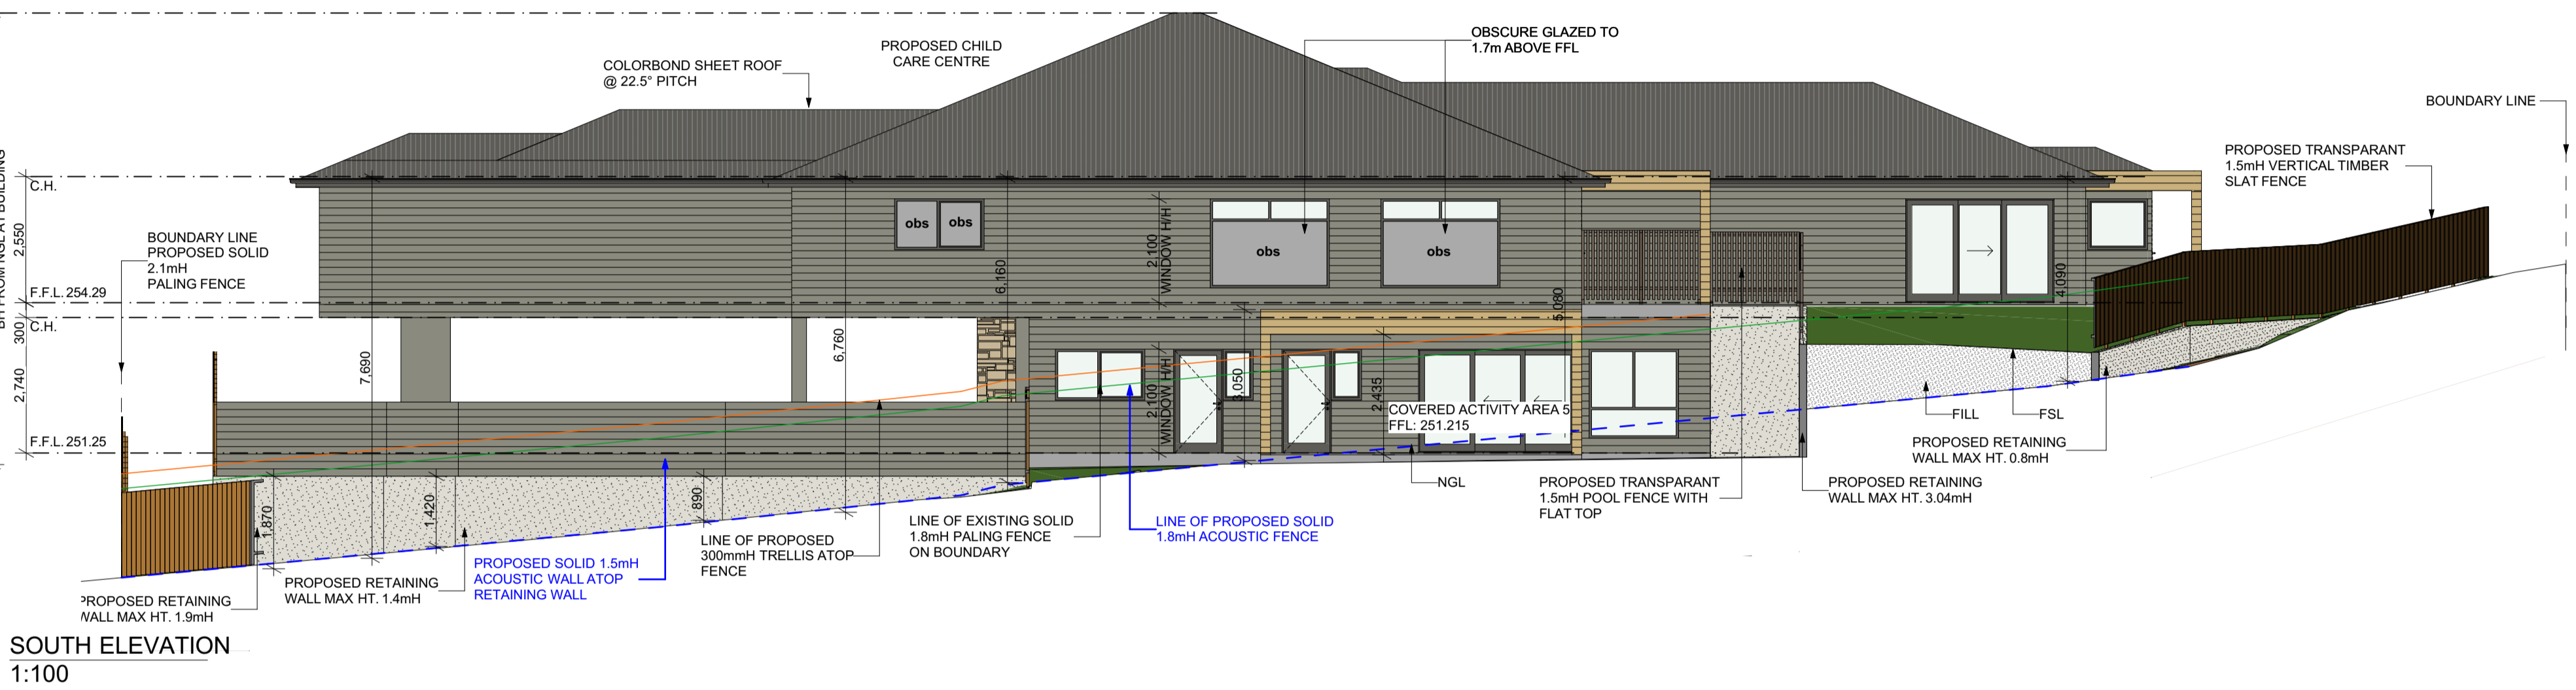 PROPOSED CHILD
CARE CENTRE
COLORBOND SHEET ROOF
@ 22.5° PITCH
OBSCURE GLAZED TO
1.7m ABOVE FFL
BOUNDARY LINE
PROPOSED TRANSPARANT
1.5mH VERTICAL TIMBER
SLAT FENCE
FROM NGL AT BUILDING
C.H.
2,550
F.F.L. 254.29
C.H.
300
2,740
F.F.L. 251.25
BOUNDARY LINE
PROPOSED SOLID
2.1mH
PALING FENCE
obs
obs
obs
obs
2,100
WINDOW H/H
6,160
5,080
4,090
7,690
6,760
2,100
WINDOW H/H
3,050
2,435
COVERED ACTIVITY AREA 5
FFL: 251.215
1,870
1,420
890
NGL
FILL
FSL
PROPOSED RETAINING
WALL MAX HT. 0.8mH
PROPOSED RETAINING
WALL MAX HT. 3.04mH
PROPOSED TRANSPARANT
1.5mH POOL FENCE WITH
FLAT TOP
LINE OF PROPOSED SOLID
1.8mH ACOUSTIC FENCE
LINE OF EXISTING SOLID
1.8mH PALING FENCE
ON BOUNDARY
LINE OF PROPOSED
300mmH TRELLIS ATOP
FENCE
PROPOSED SOLID 1.5mH
ACOUSTIC WALL ATOP
RETAINING WALL
PROPOSED RETAINING
WALL MAX HT. 1.4mH
PROPOSED RETAINING
WALL MAX HT. 1.9mH
SOUTH ELEVATION
1:100